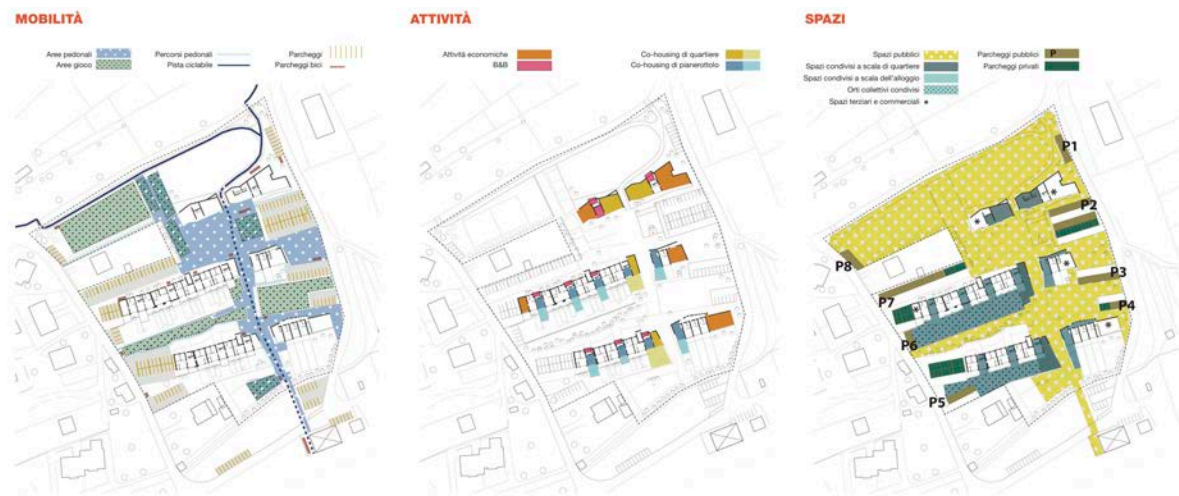 MOBILITÀ
Aree pedonali
Aree gioco
Percorsi pedonali
Pista ciclabile
Parcheggi
Parcheggi bici
ATTIVITÀ
Attività economiche
B&B
Co-housing di quartiere
Co-housing di pianerottolo
SPAZI
Spazi pubblici
Spazi condivisi a scala di quartiere
Spazi condivisi a scala dell'alloggio
Orti collettivi condivisi
Spazi terziari e commerciali *
Parcheggi pubblici P
Parcheggi privati
P1
P2
P8
P3
P7
P4
P6
P5